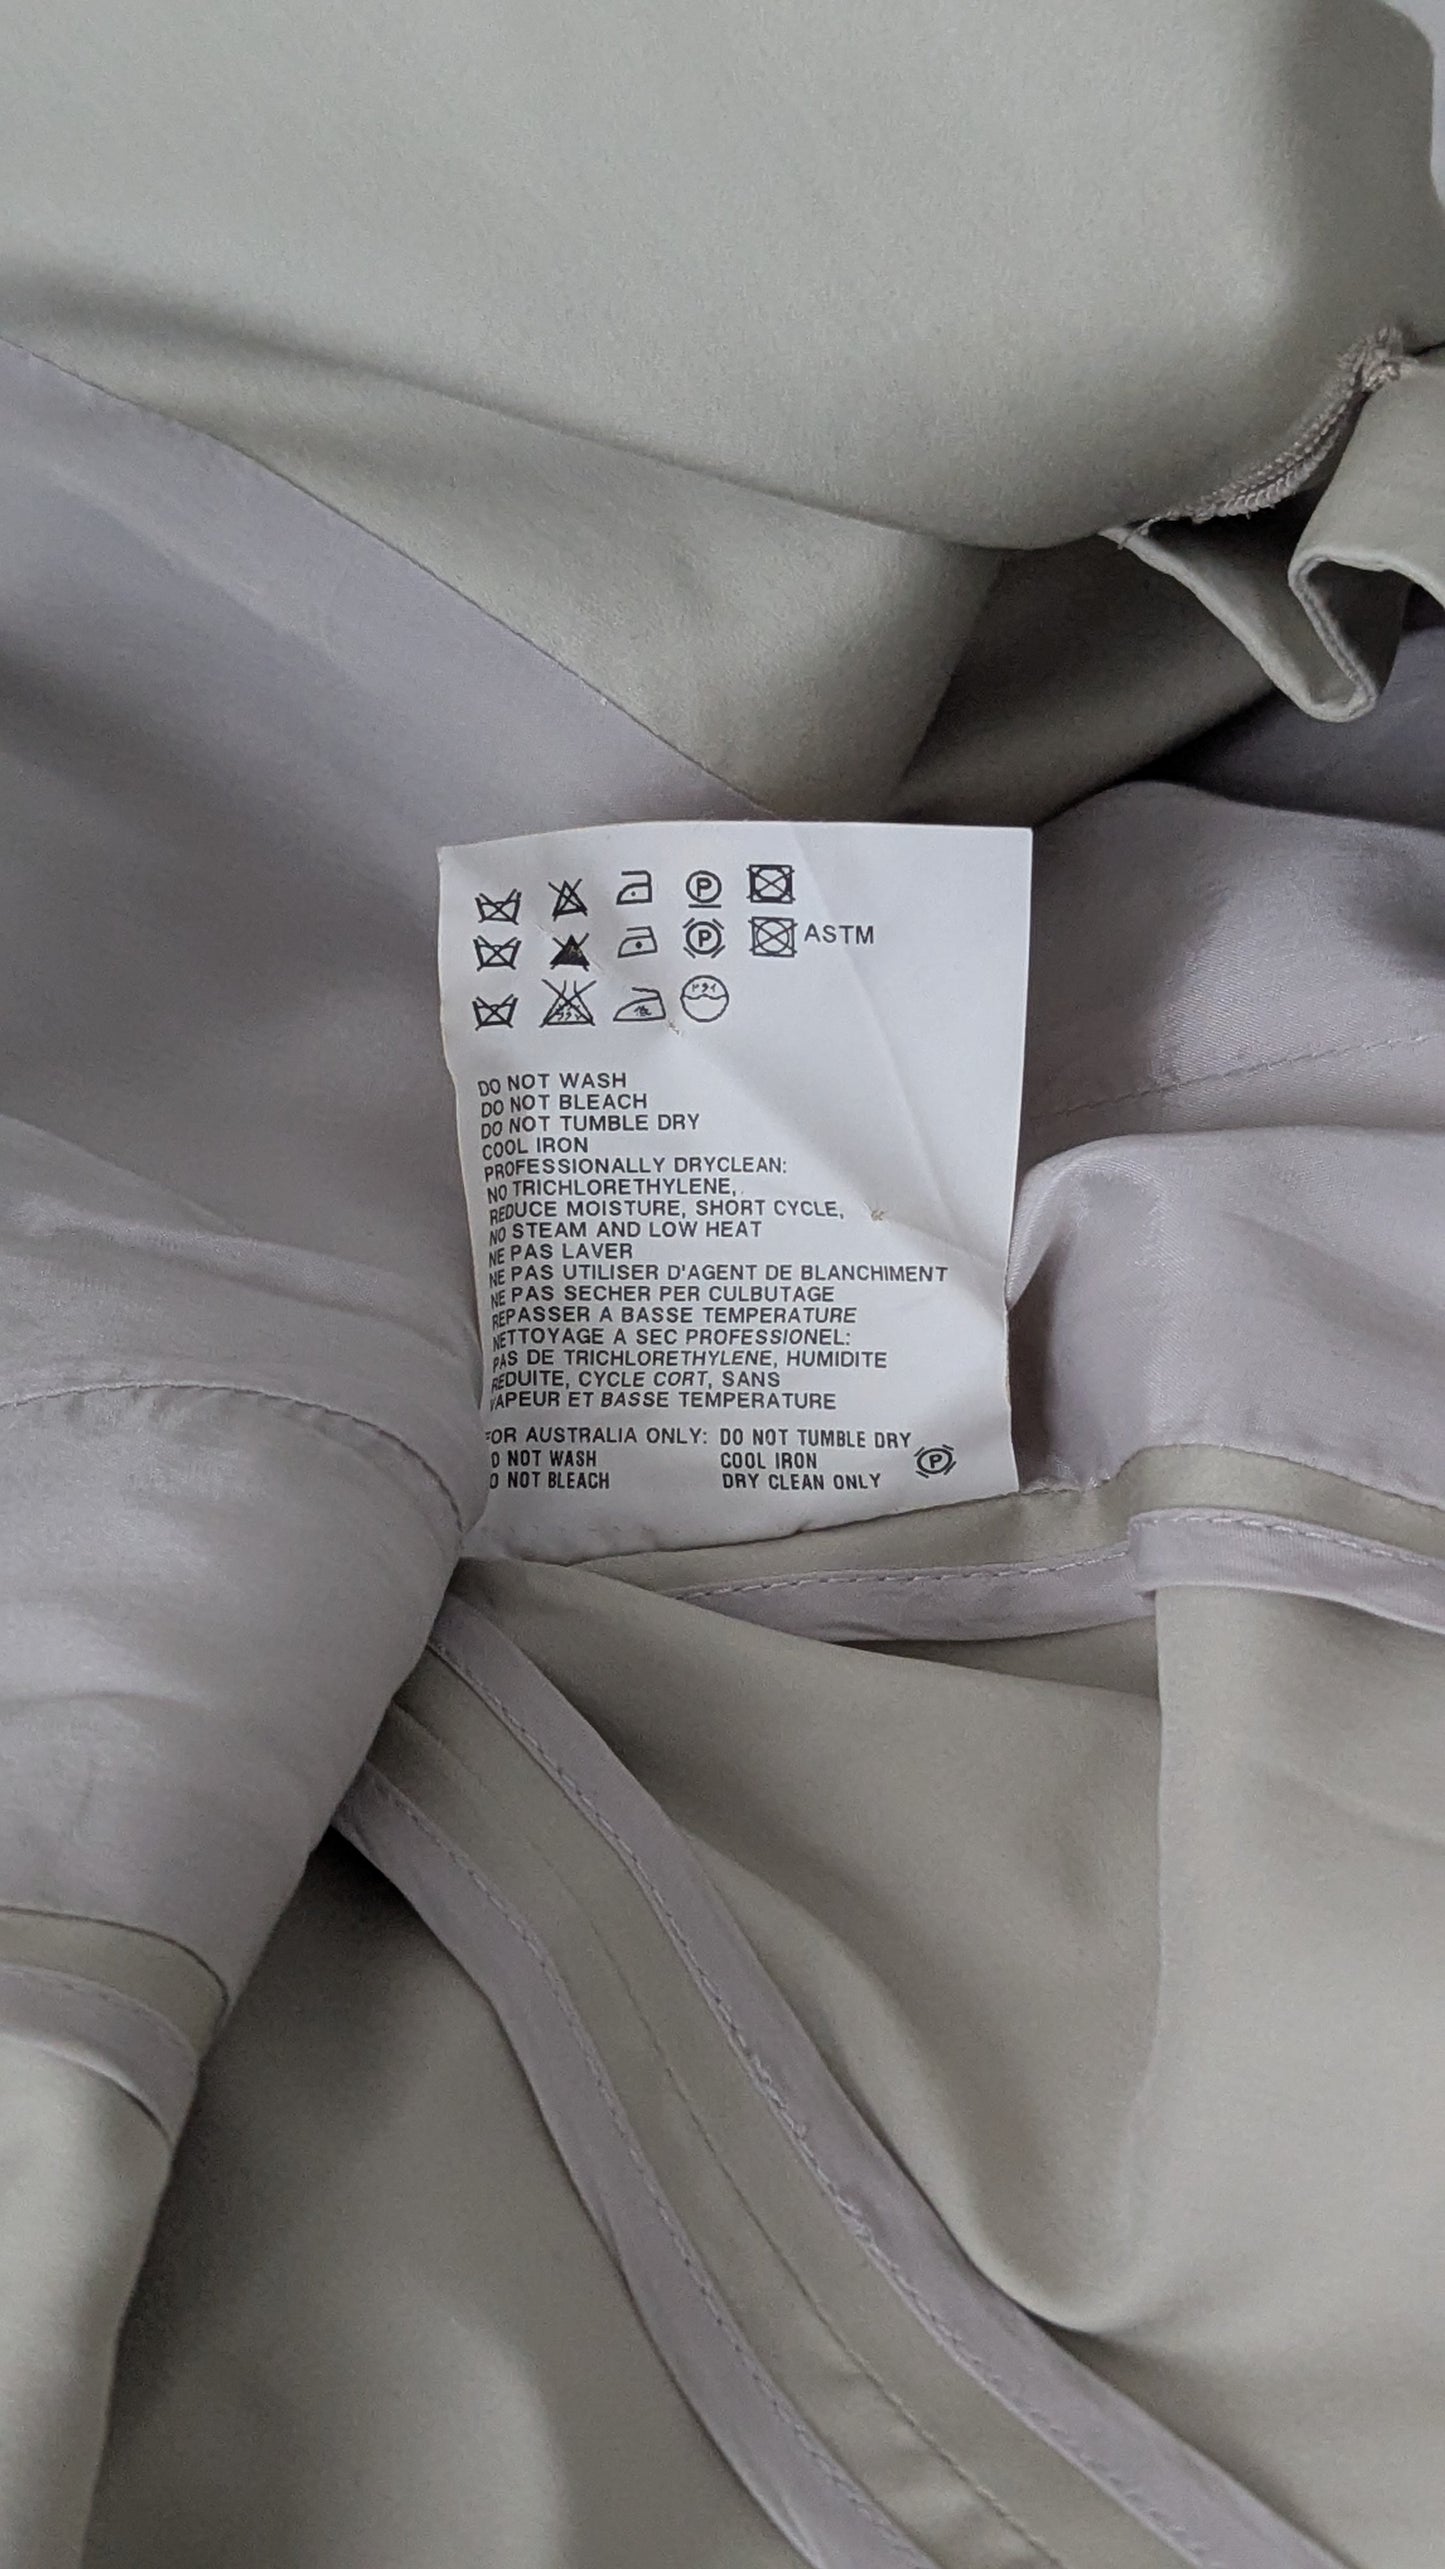 P
P ASTM
ドライ
DO NOT WASH
DO NOT BLEACH
DO NOT TUMBLE DRY
COOL IRON
PROFESSIONALLY DRYCLEAN:
NO TRICHLORETHYLENE,
REDUCE MOISTURE, SHORT CYCLE,
NO STEAM AND LOW HEAT
NE PAS LAVER
NE PAS UTILISER D'AGENT DE BLANCHIMENT
NE PAS SECHER PER CULBUTAGE
REPASSER A BASSE TEMPERATURE
NETTOYAGE A SEC PROFESSIONEL:
PAS DE TRICHLORETHYLENE, HUMIDITE
REDUITE, CYCLE CORT, SANS
VAPEUR ET BASSE TEMPERATURE
FOR AUSTRALIA ONLY: DO NOT TUMBLE DRY
O NOT WASH COOL IRON P
O NOT BLEACH DRY CLEAN ONLY